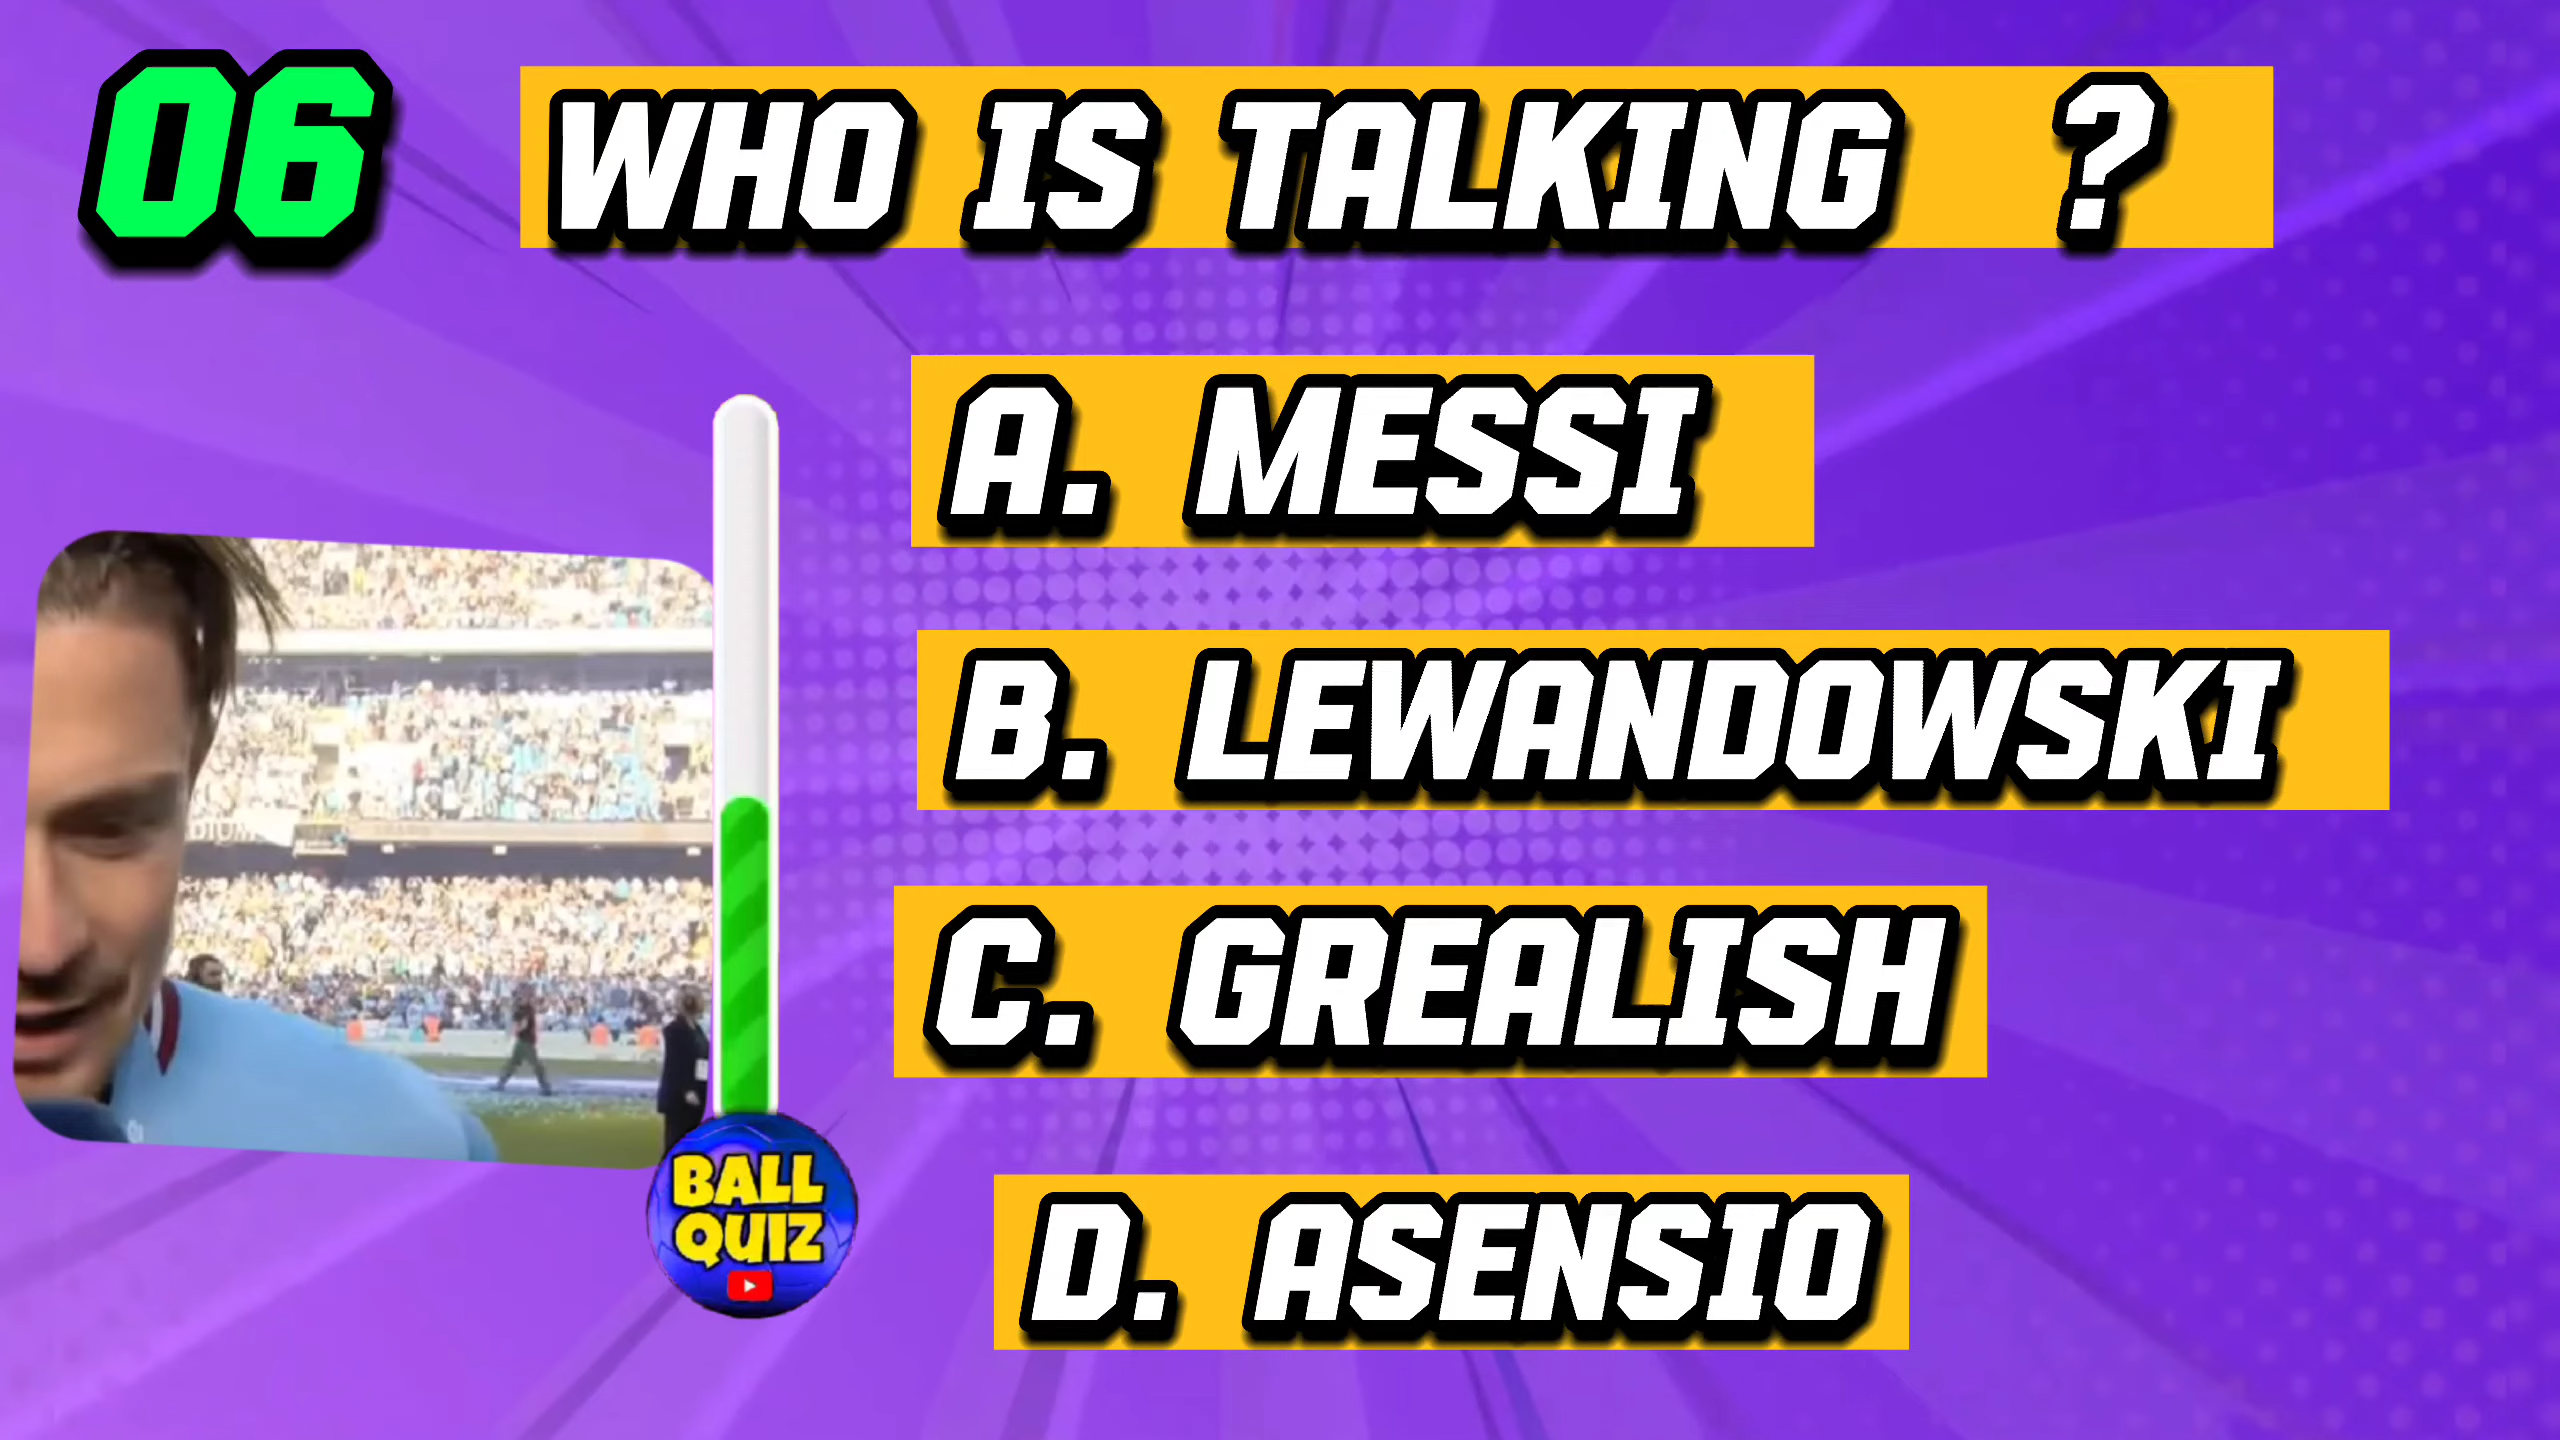 06
WHO IS TALKING ?
A. MESSI
B. LEWANDOWSKI
C. GREALISH
D. ASENSIO
BALL
QUIZ